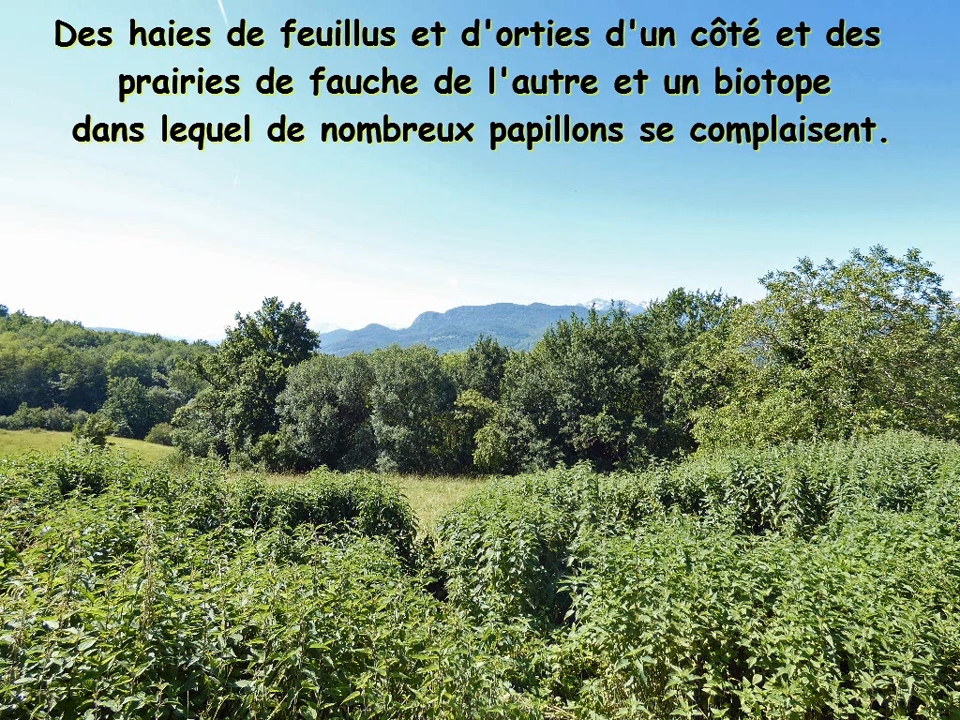 Des haies de feuillus et d'orties d'un côté et des
prairies de fauche de l'autre et un biotope
dans lequel de nombreux papillons se complaisent.